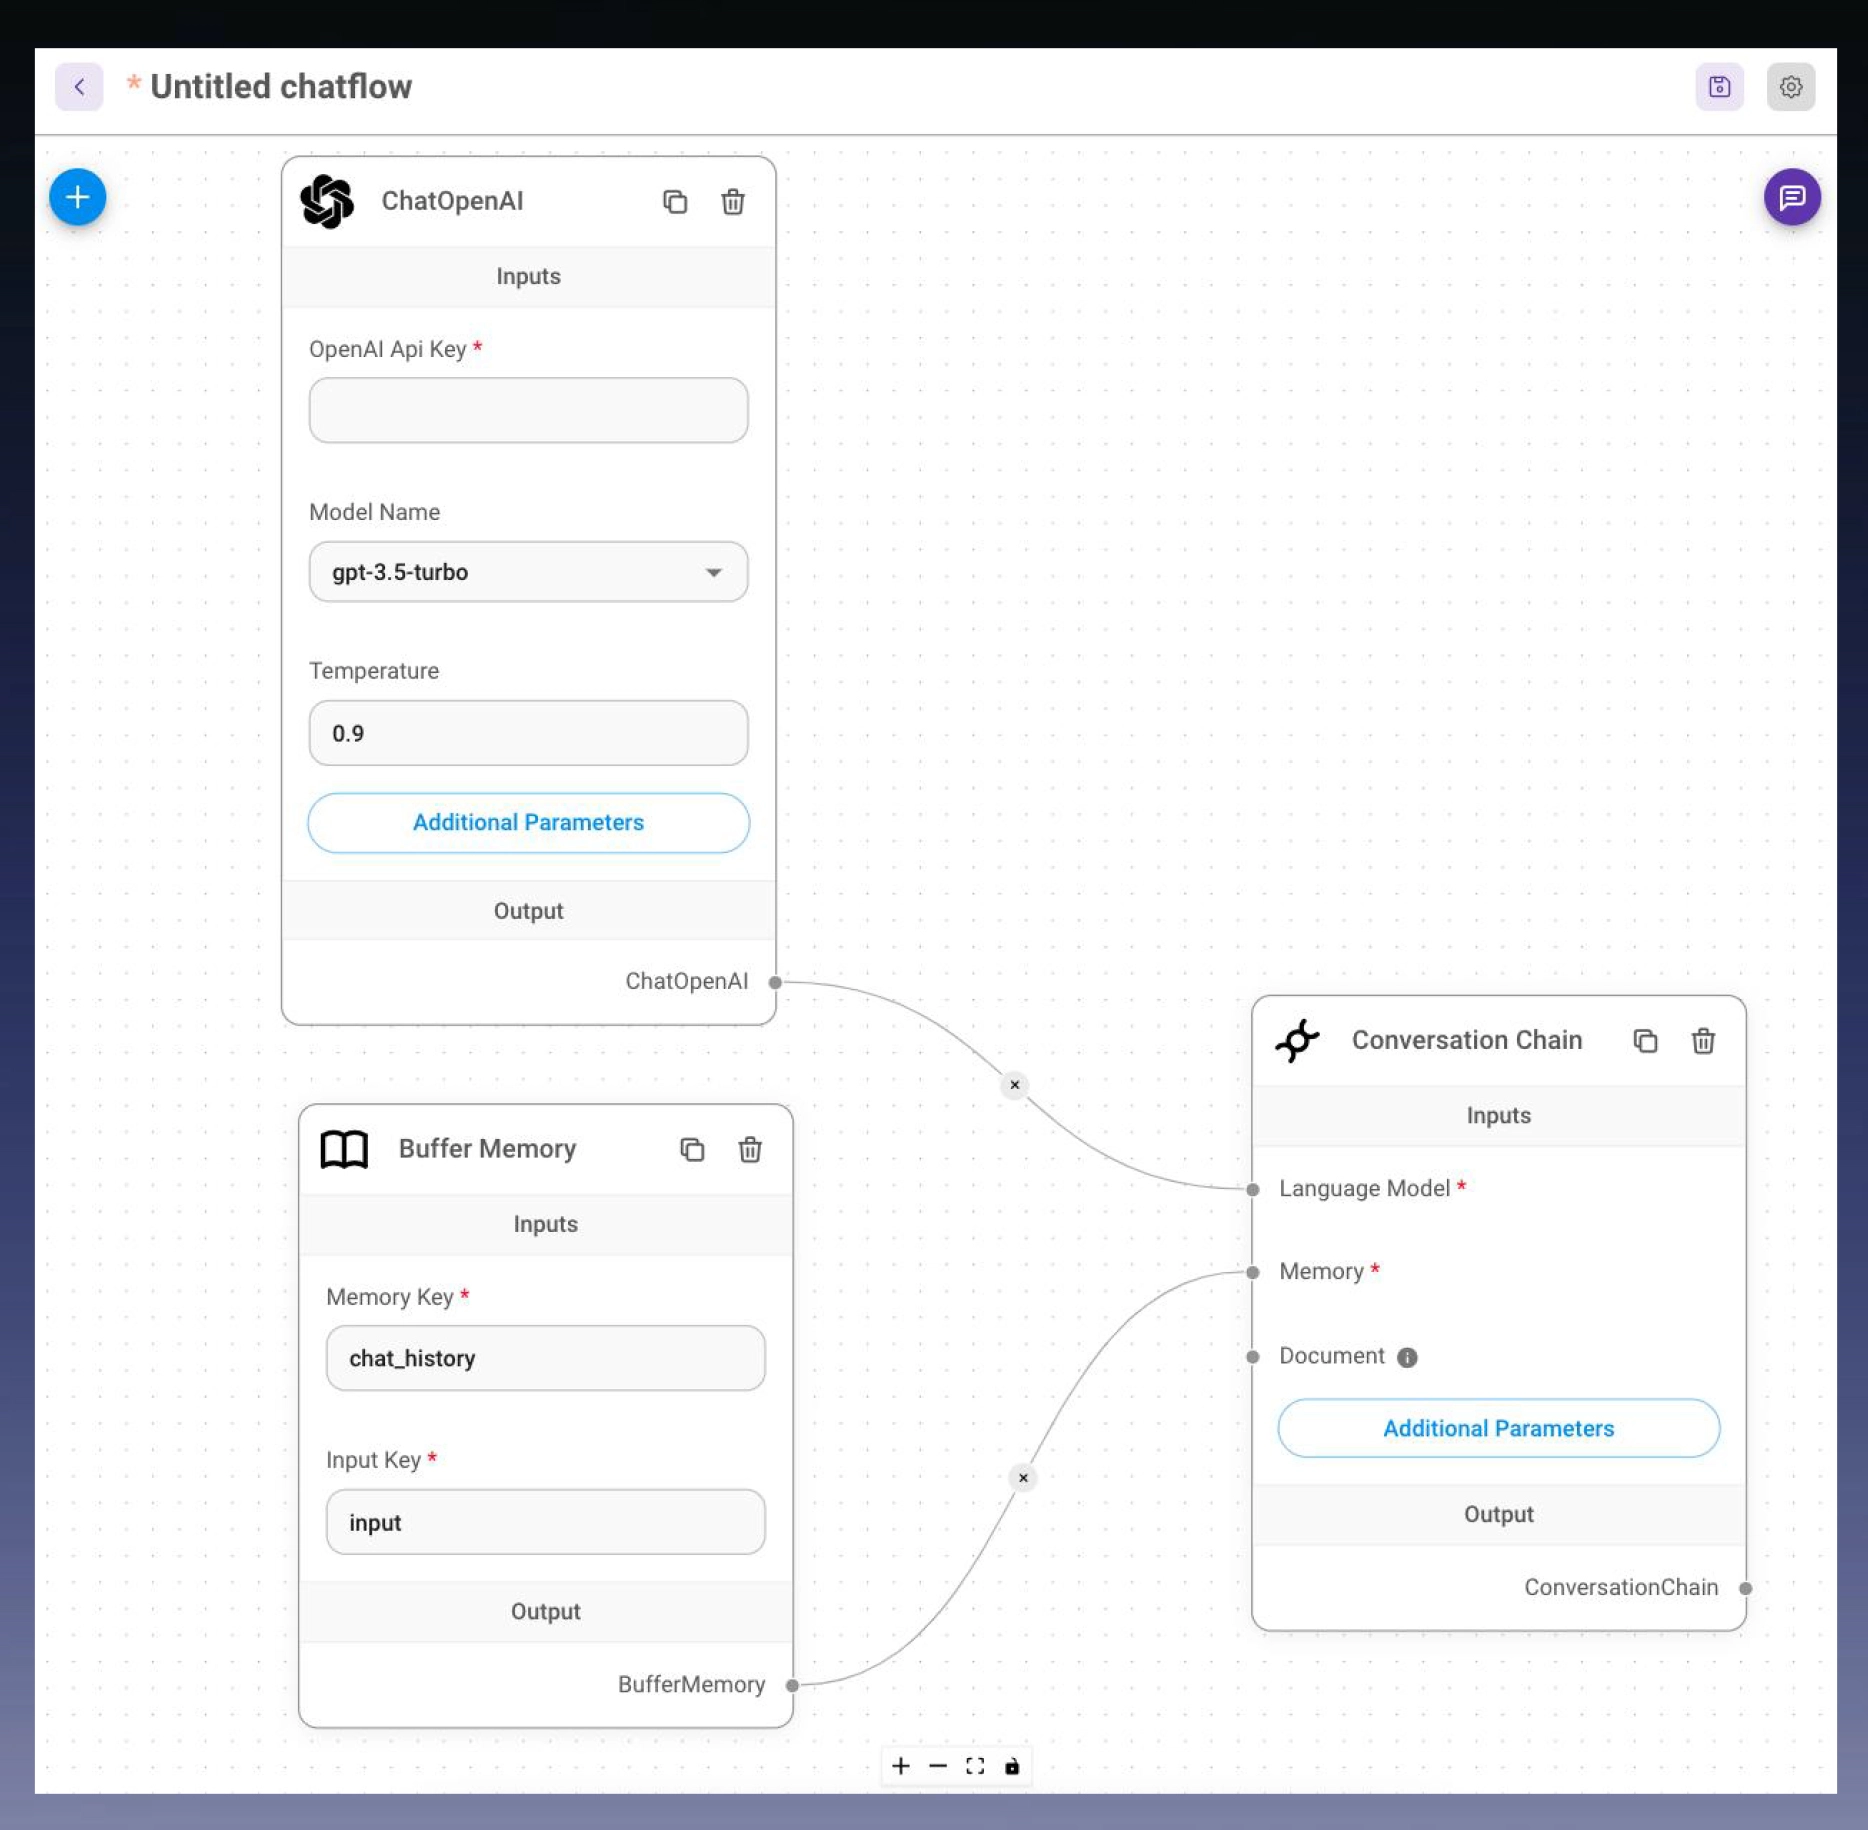 * Untitled chatflow
ChatOpenAI
Inputs
OpenAI Api Key *
Model Name
gpt-3.5-turbo
Temperature
0.9
Additional Parameters
Output
ChatOpenAI
Buffer Memory
Inputs
Memory Key *
chat_history
Input Key *
input
Output
BufferMemory
Conversation Chain
Inputs
Language Model *
Memory *
Document
Additional Parameters
Output
ConversationChain